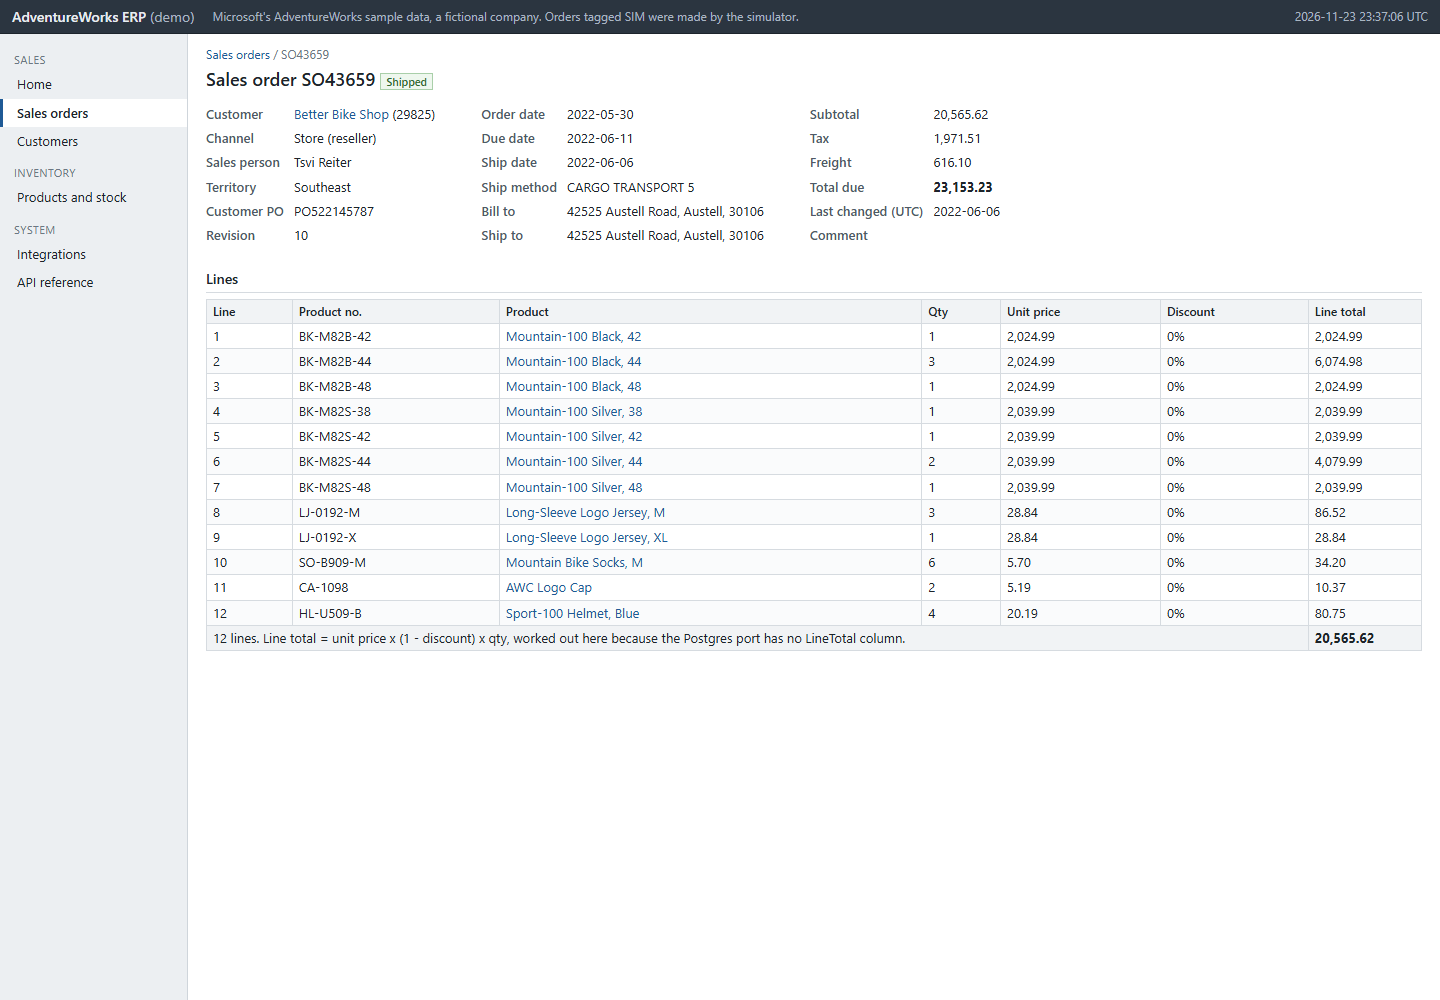 AdventureWorks ERP (demo) Microsoft's AdventureWorks sample data, a fictional company. Orders tagged SIM were made by the simulator. 2026-11-23 23:37:06 UTC
SALES
Home
Sales orders
Customers
INVENTORY
Products and stock
SYSTEM
Integrations
API reference
Sales orders / SO43659
Sales order SO43659 Shipped
Customer Better Bike Shop (29825) Order date 2022-05-30 Subtotal 20,565.62
Channel Store (reseller) Due date 2022-06-11 Tax 1,971.51
Sales person Tsvi Reiter Ship date 2022-06-06 Freight 616.10
Territory Southeast Ship method CARGO TRANSPORT 5 Total due 23,153.23
Customer PO PO522145787 Bill to 42525 Austell Road, Austell, 30106 Last changed (UTC) 2022-06-06
Revision 10 Ship to 42525 Austell Road, Austell, 30106 Comment
Lines
Line Product no. Product Qty Unit price Discount Line total
1 BK-M82B-42 Mountain-100 Black, 42 1 2,024.99 0% 2,024.99
2 BK-M82B-44 Mountain-100 Black, 44 3 2,024.99 0% 6,074.98
3 BK-M82B-48 Mountain-100 Black, 48 1 2,024.99 0% 2,024.99
4 BK-M82S-38 Mountain-100 Silver, 38 1 2,039.99 0% 2,039.99
5 BK-M82S-42 Mountain-100 Silver, 42 1 2,039.99 0% 2,039.99
6 BK-M82S-44 Mountain-100 Silver, 44 2 2,039.99 0% 4,079.99
7 BK-M82S-48 Mountain-100 Silver, 48 1 2,039.99 0% 2,039.99
8 LJ-0192-M Long-Sleeve Logo Jersey, M 3 28.84 0% 86.52
9 LJ-0192-X Long-Sleeve Logo Jersey, XL 1 28.84 0% 28.84
10 SO-B909-M Mountain Bike Socks, M 6 5.70 0% 34.20
11 CA-1098 AWC Logo Cap 2 5.19 0% 10.37
12 HL-U509-B Sport-100 Helmet, Blue 4 20.19 0% 80.75
12 lines. Line total = unit price x (1 - discount) x qty, worked out here because the Postgres port has no LineTotal column. 20,565.62